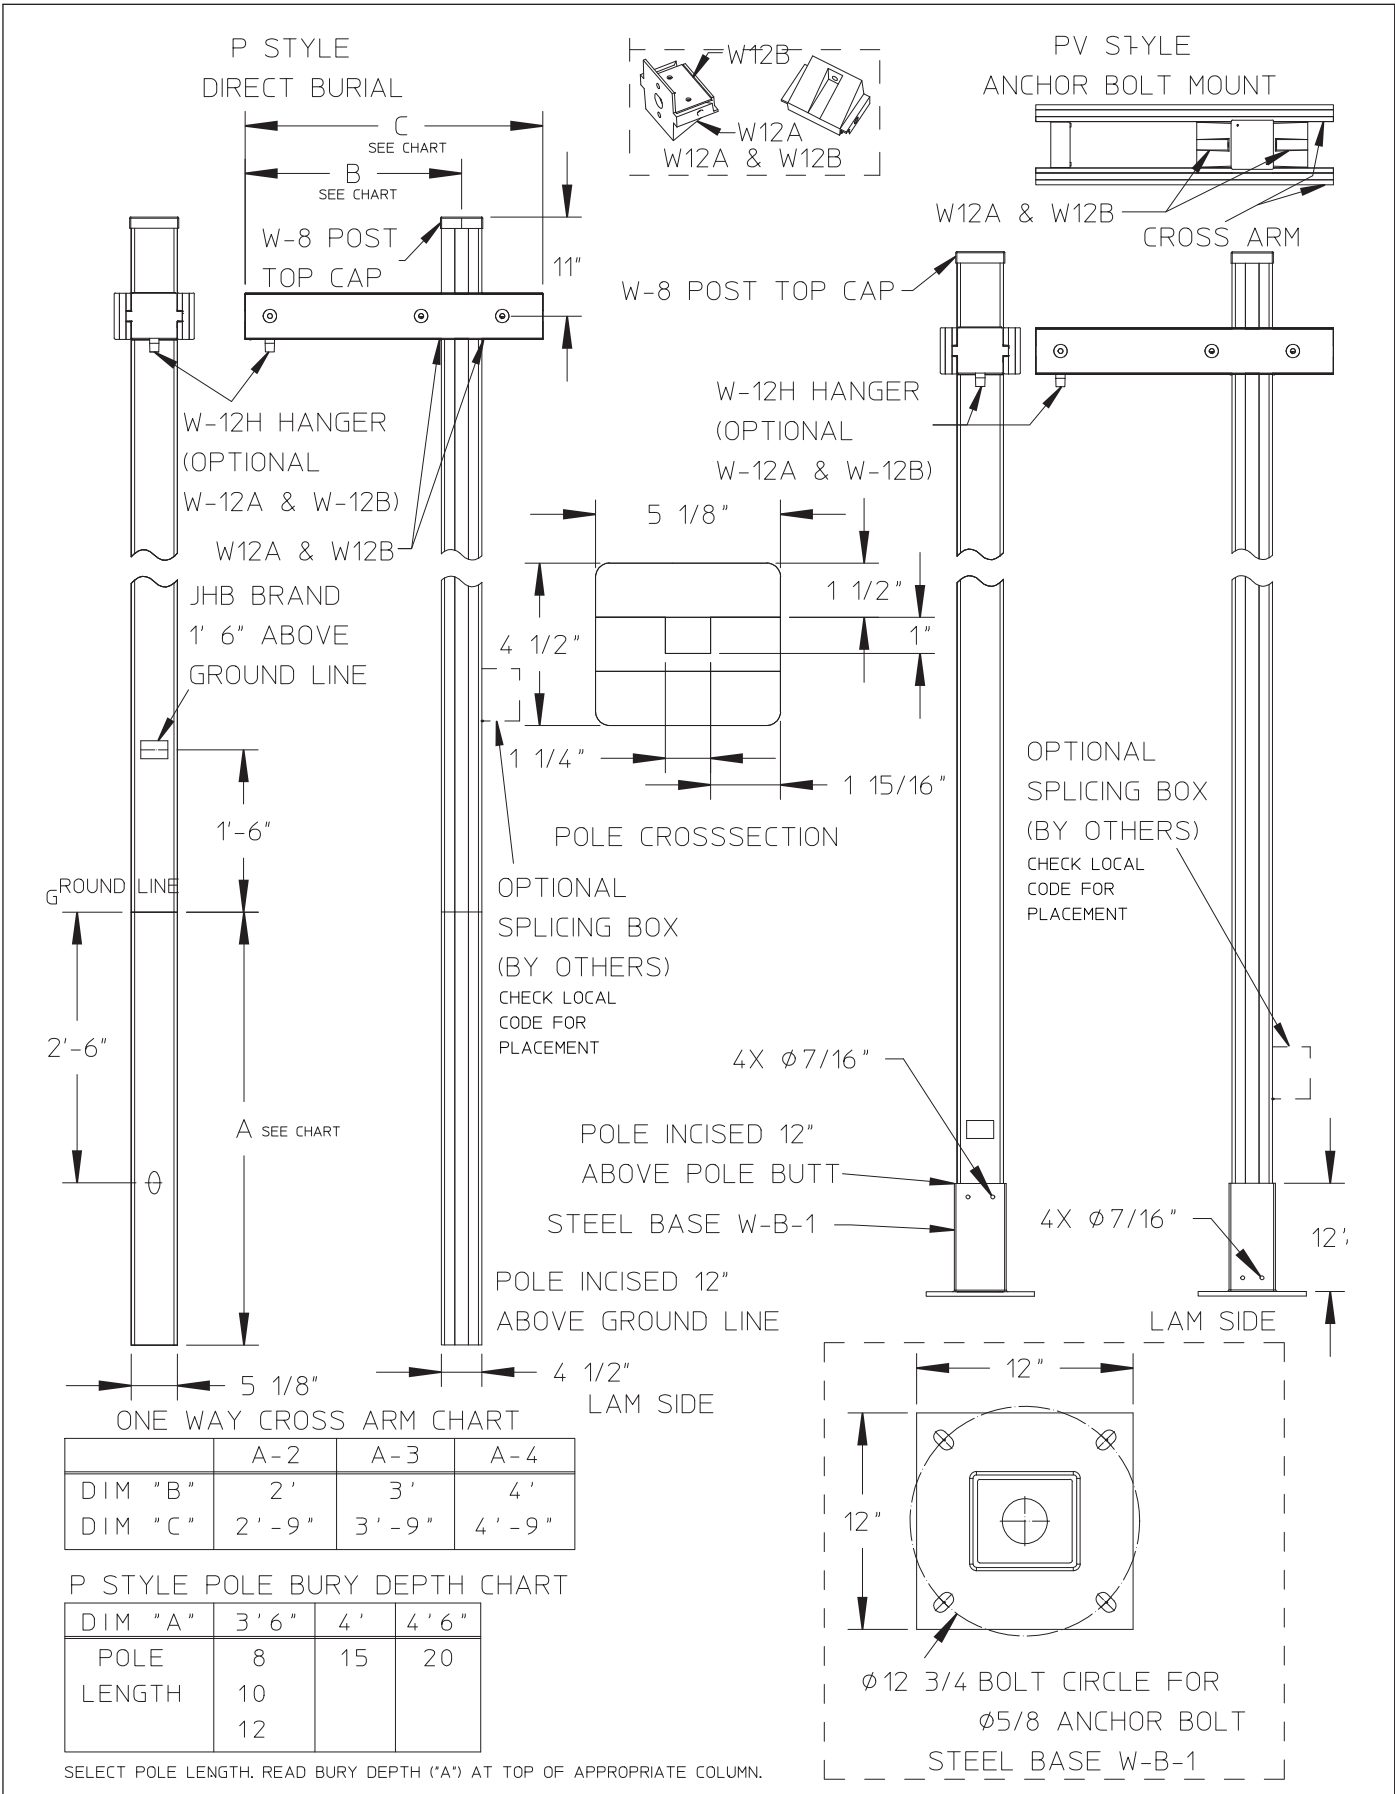 P STYLE
DIRECT BURIAL
C
SEE CHART
B
SEE CHART
W-8 POST
TOP CAP
11"
W-12H HANGER
(OPTIONAL
W-12A & W-12B)
W12A & W12B
JHB BRAND
1' 6" ABOVE
GROUND LINE
1'-6"
GROUND LINE
2'-6"
A SEE CHART
5 1/8"
4 1/2"
LAM SIDE
POLE INCISED 12"
ABOVE GROUND LINE
OPTIONAL
SPLICING BOX
(BY OTHERS)
CHECK LOCAL
CODE FOR
PLACEMENT
W12B
W12A
W12A & W12B
5 1/8"
4 1/2"
1 1/2"
1"
1 1/4"
1 15/16"
POLE CROSSSECTION
PV STYLE
ANCHOR BOLT MOUNT
W12A & W12B
CROSS ARM
W-8 POST TOP CAP
W-12H HANGER
(OPTIONAL
W-12A & W-12B)
OPTIONAL
SPLICING BOX
(BY OTHERS)
CHECK LOCAL
CODE FOR
PLACEMENT
4X Ø7/16"
POLE INCISED 12"
ABOVE POLE BUTT
STEEL BASE W-B-1
4X Ø7/16"
12"
LAM SIDE
ONE WAY CROSS ARM CHART
A-2 A-3 A-4
DIM "B" 2' 3' 4'
DIM "C" 2'-9" 3'-9" 4'-9"
P STYLE POLE BURY DEPTH CHART
DIM "A" 3'6" 4' 4'6"
POLE 8 15 20
LENGTH 10
12
SELECT POLE LENGTH. READ BURY DEPTH ("A") AT TOP OF APPROPRIATE COLUMN.
12"
12"
Ø12 3/4 BOLT CIRCLE FOR
Ø5/8 ANCHOR BOLT
STEEL BASE W-B-1